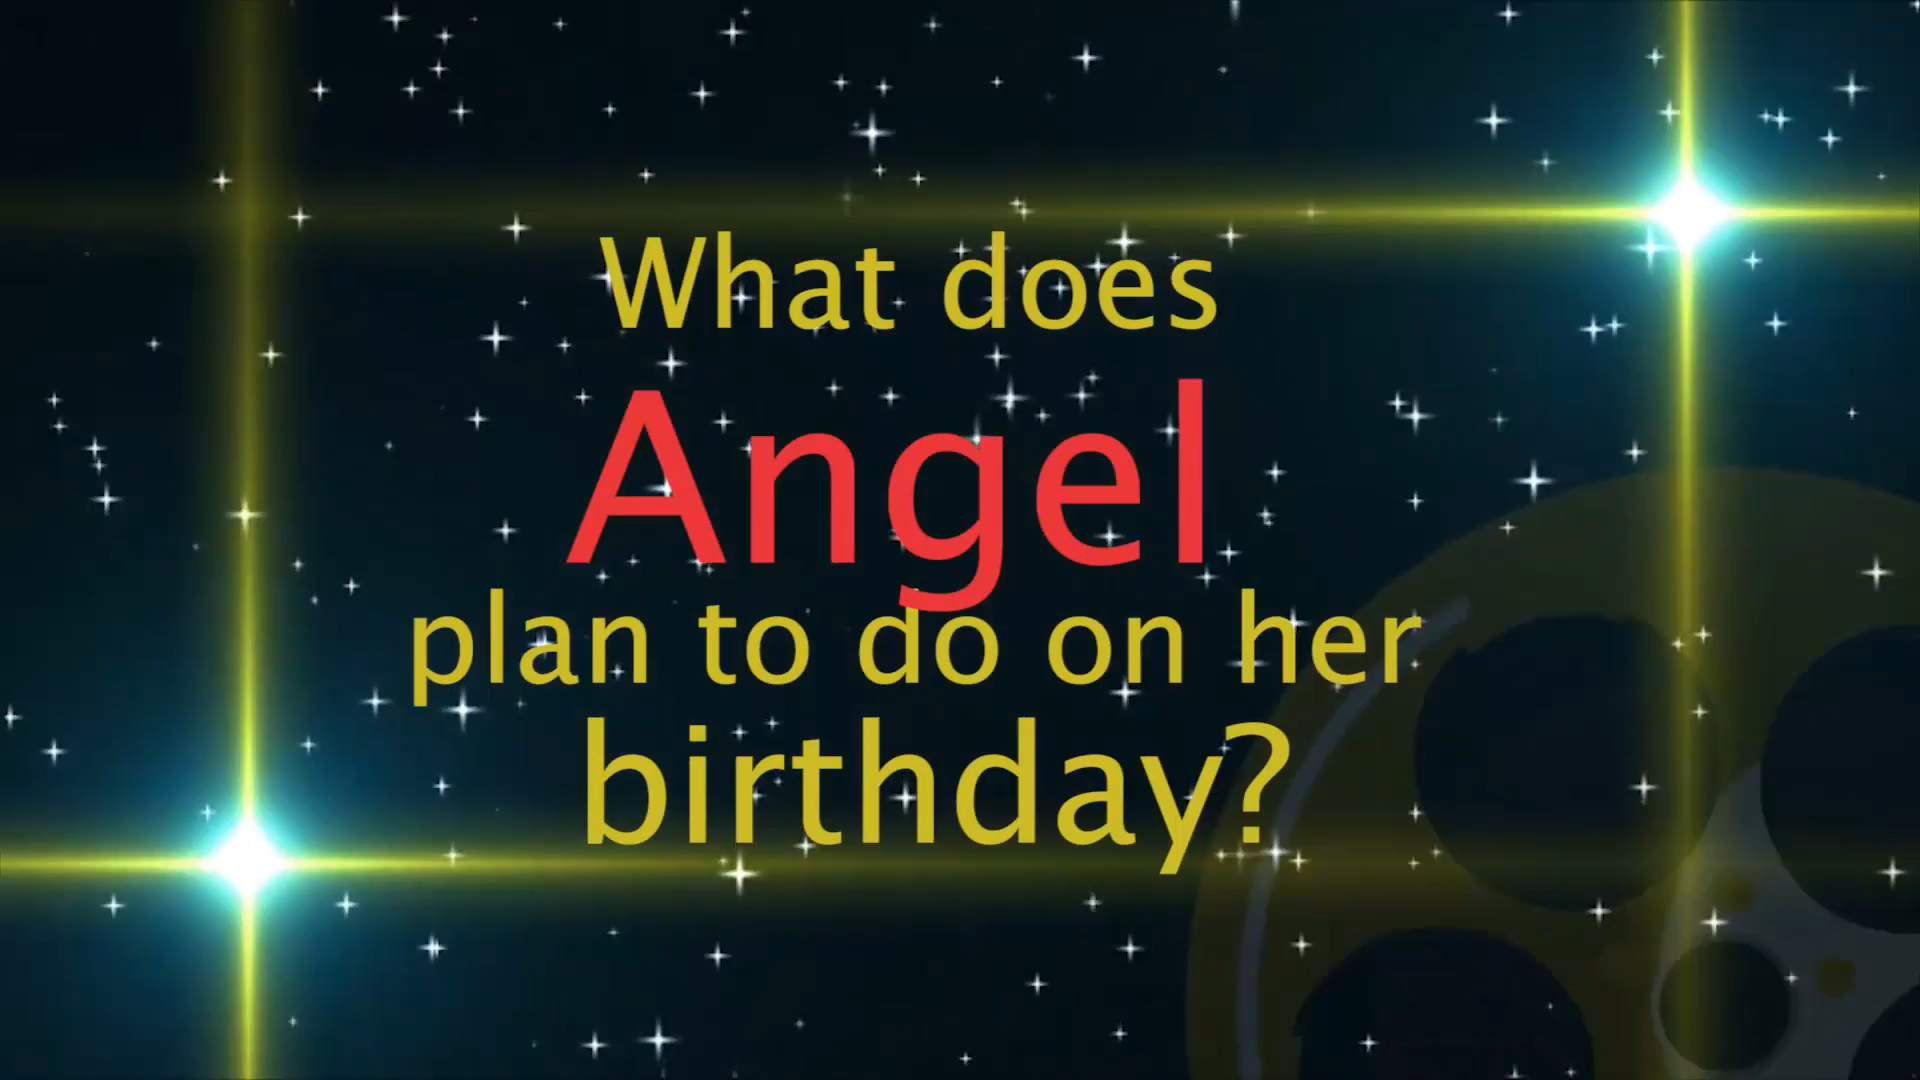 What does
Angel
plan to do on her
birthday?